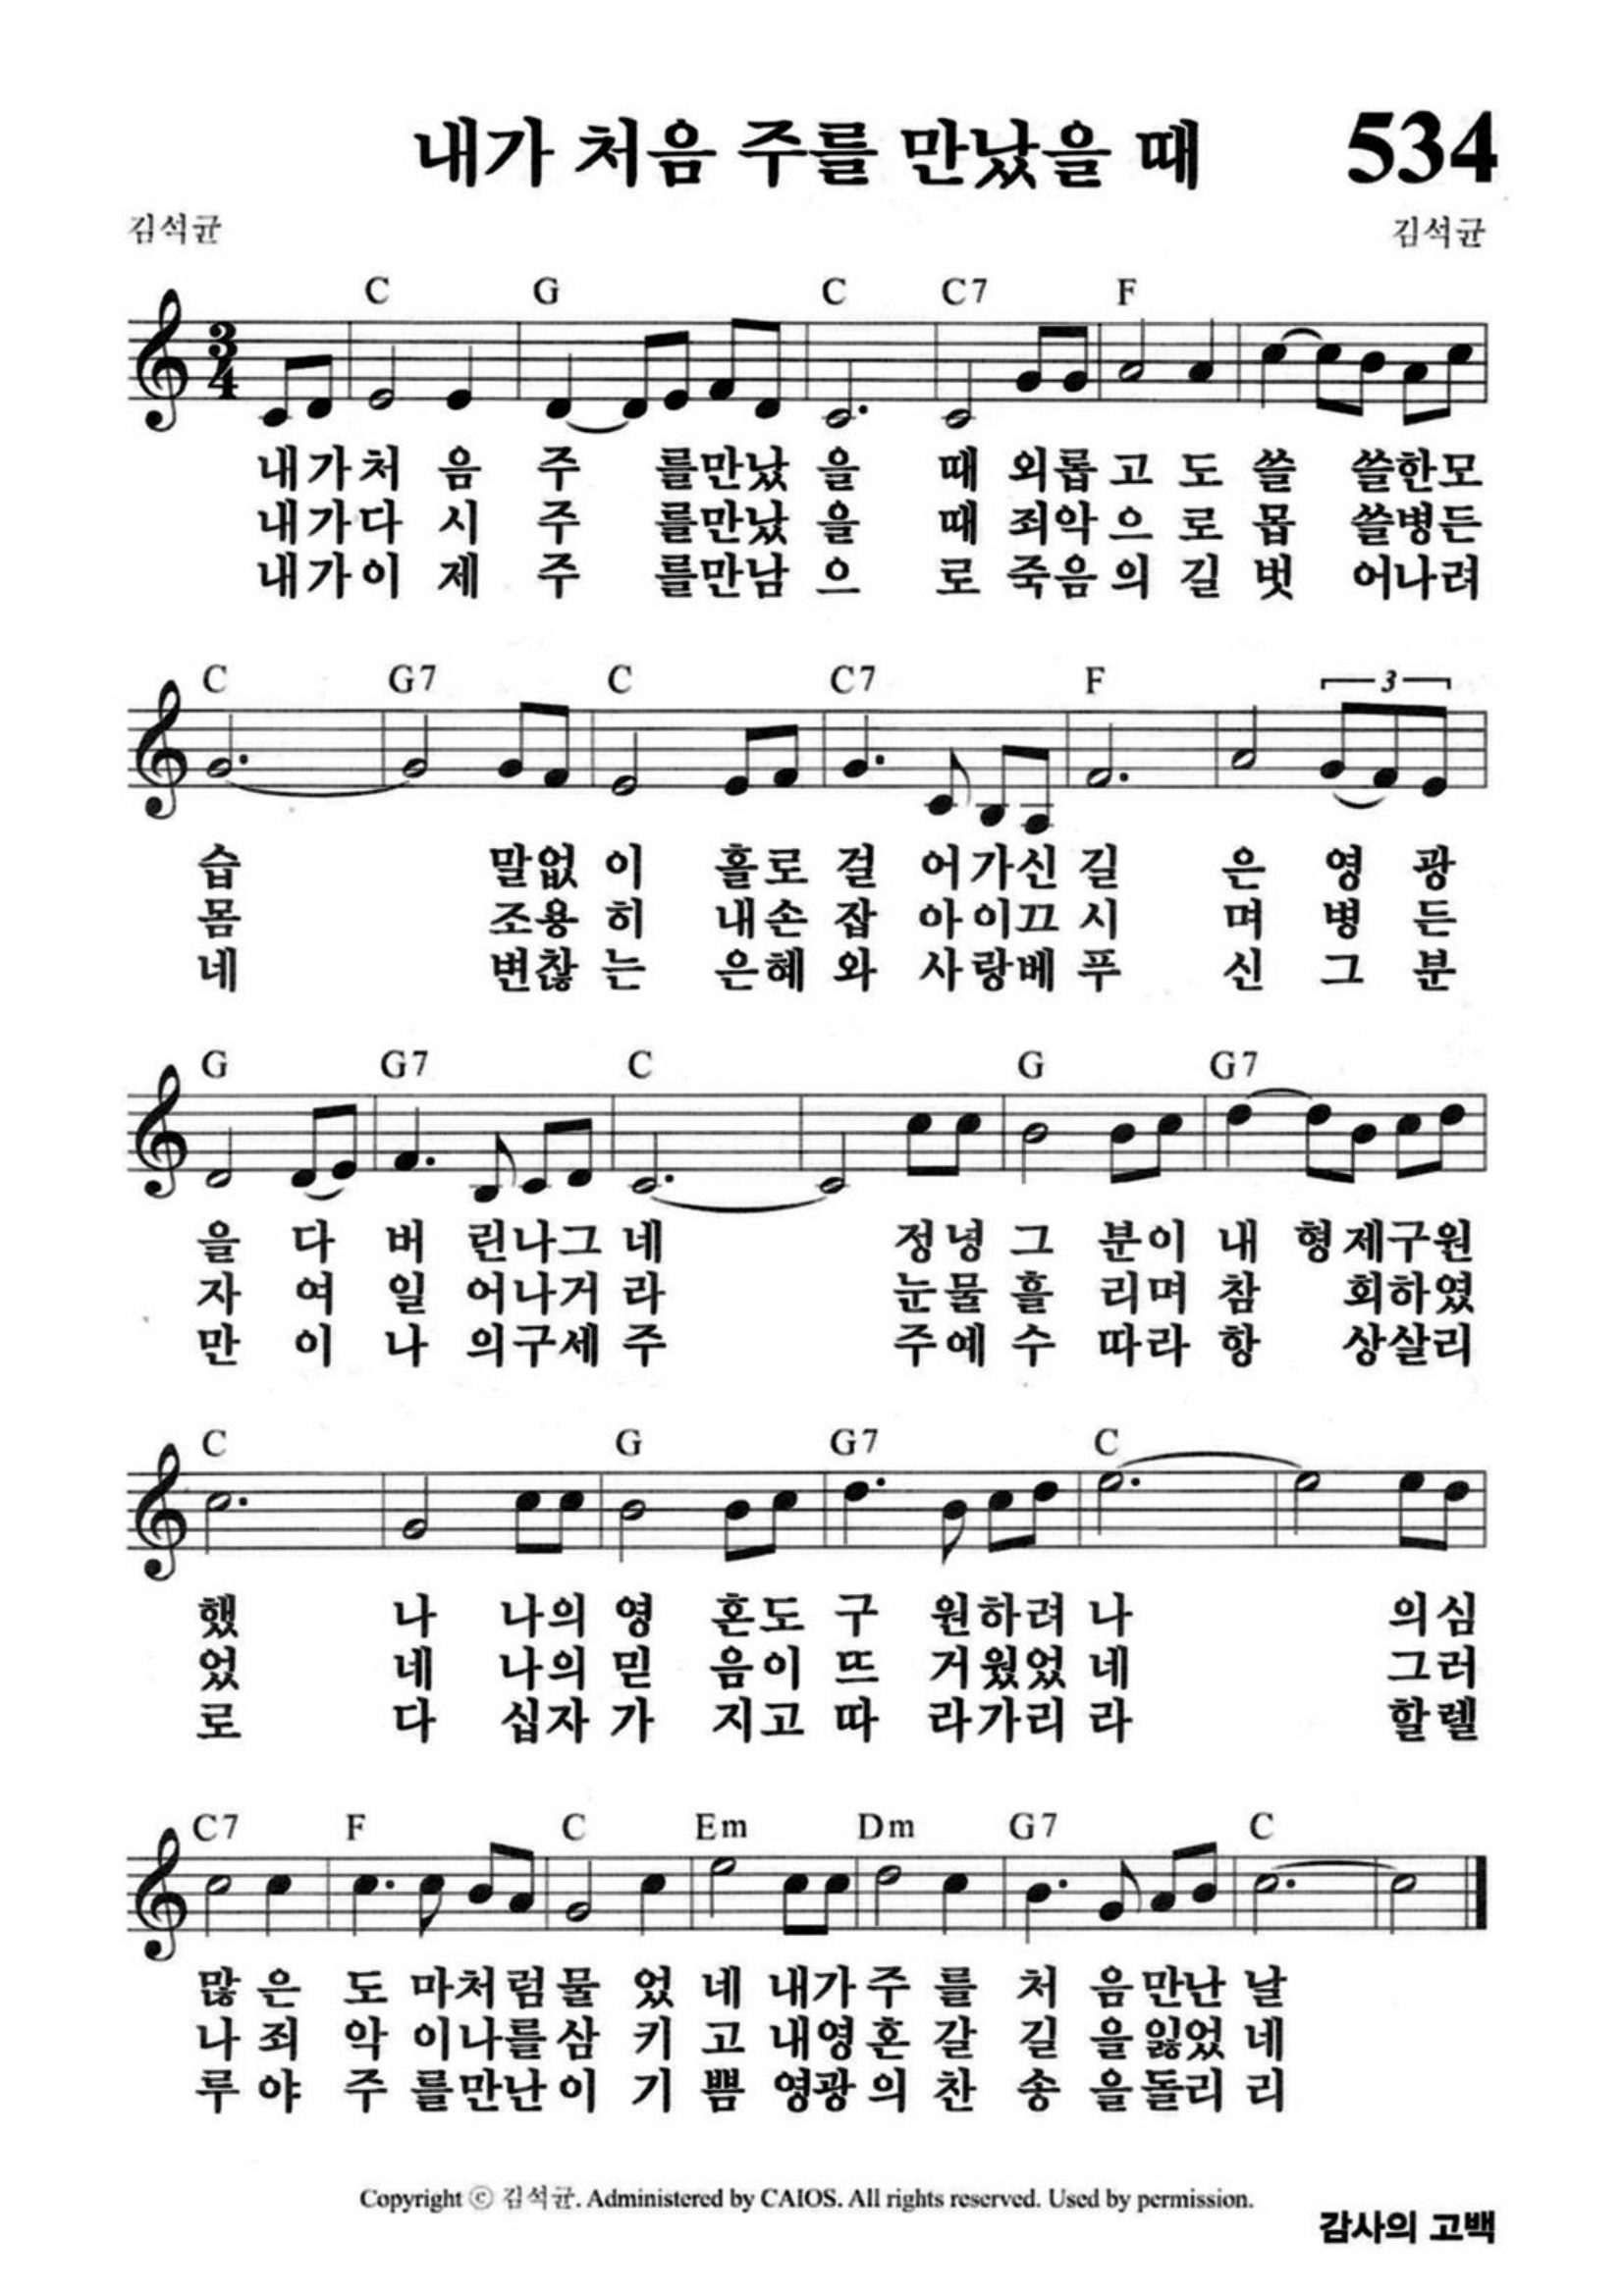 내가 처음 주를 만났을 때 534
김석균 김석균
C G C C7 F
3
4
내가처 음 주 를만났 을 때 외롭고 도 쓸 쓸한모
내가다 시 주 를만났 을 때 죄악으 로 몹 쓸병든
내가이 제 주 를만남 으 로 죽음의 길 벗 어나려
C G7 C C7 F 3
습 말없 이 홀로 걸 어가신 길 은 영 광
몸 조용 히 내손 잡 아이끄 시 며 병 든
네 변찮 는 은혜 와 사랑베 푸 신 그 분
G G7 C G G7
을 다 버 린나그 네 정녕 그 분이 내 형제구원
자 여 일 어나거 라 눈물 흘 리며 참 회하였
만 이 나 의구세 주 주예 수 따라 항 상살리
C G G7 C
했 나 나의 영 혼도 구 원하려 나 의심
었 네 나의 믿 음이 뜨 거웠었 네 그러
로 다 십자 가 지고 따 라가리 라 할렐
C7 F C Em Dm G7 C
많 은 도 마처럼물 었 네 내가주 를 처 음만난 날
나 죄 악 이나를삼 키 고 내영혼 갈 길 을잃었 네
루 야 주 를만난이 기 쁨 영광의 찬 송 을돌리 리
Copyright ⓒ 김석균. Administered by CAIOS. All rights reserved. Used by permission.
감사의 고백